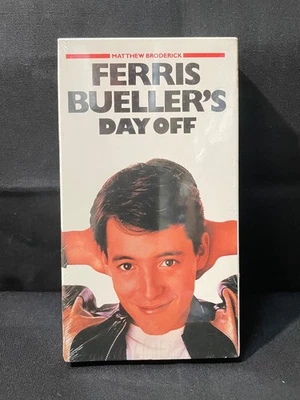 MATTHEW BRODERICK
FERRIS
BUELLER'S
DAY OFF